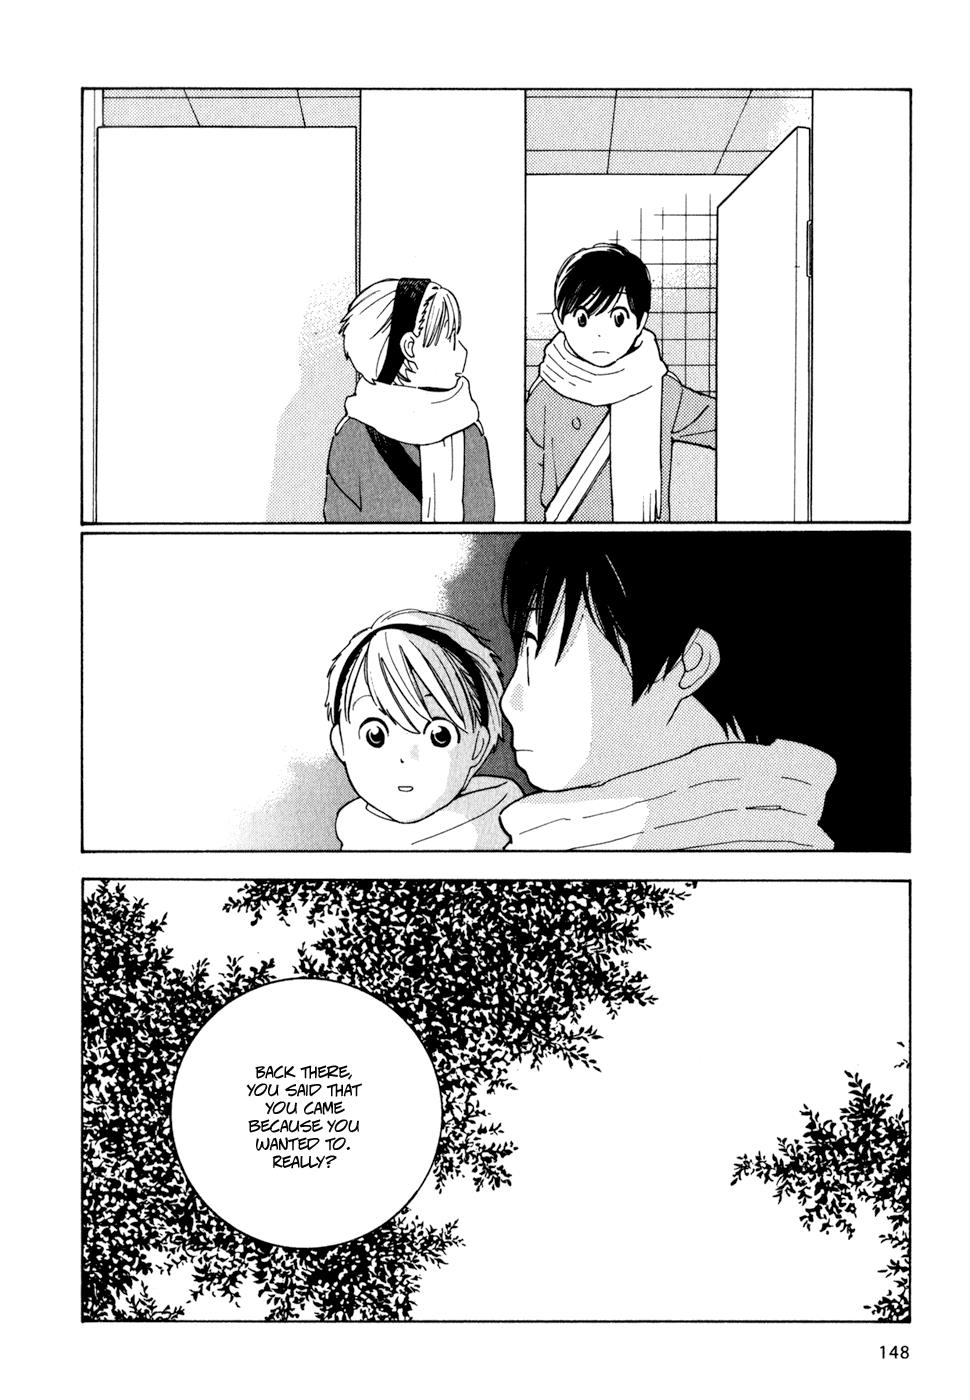 BACK THERE,
YOU SAID THAT
YOU CAME
BECAUSE YOU
WANTED TO.
REALLY?
148